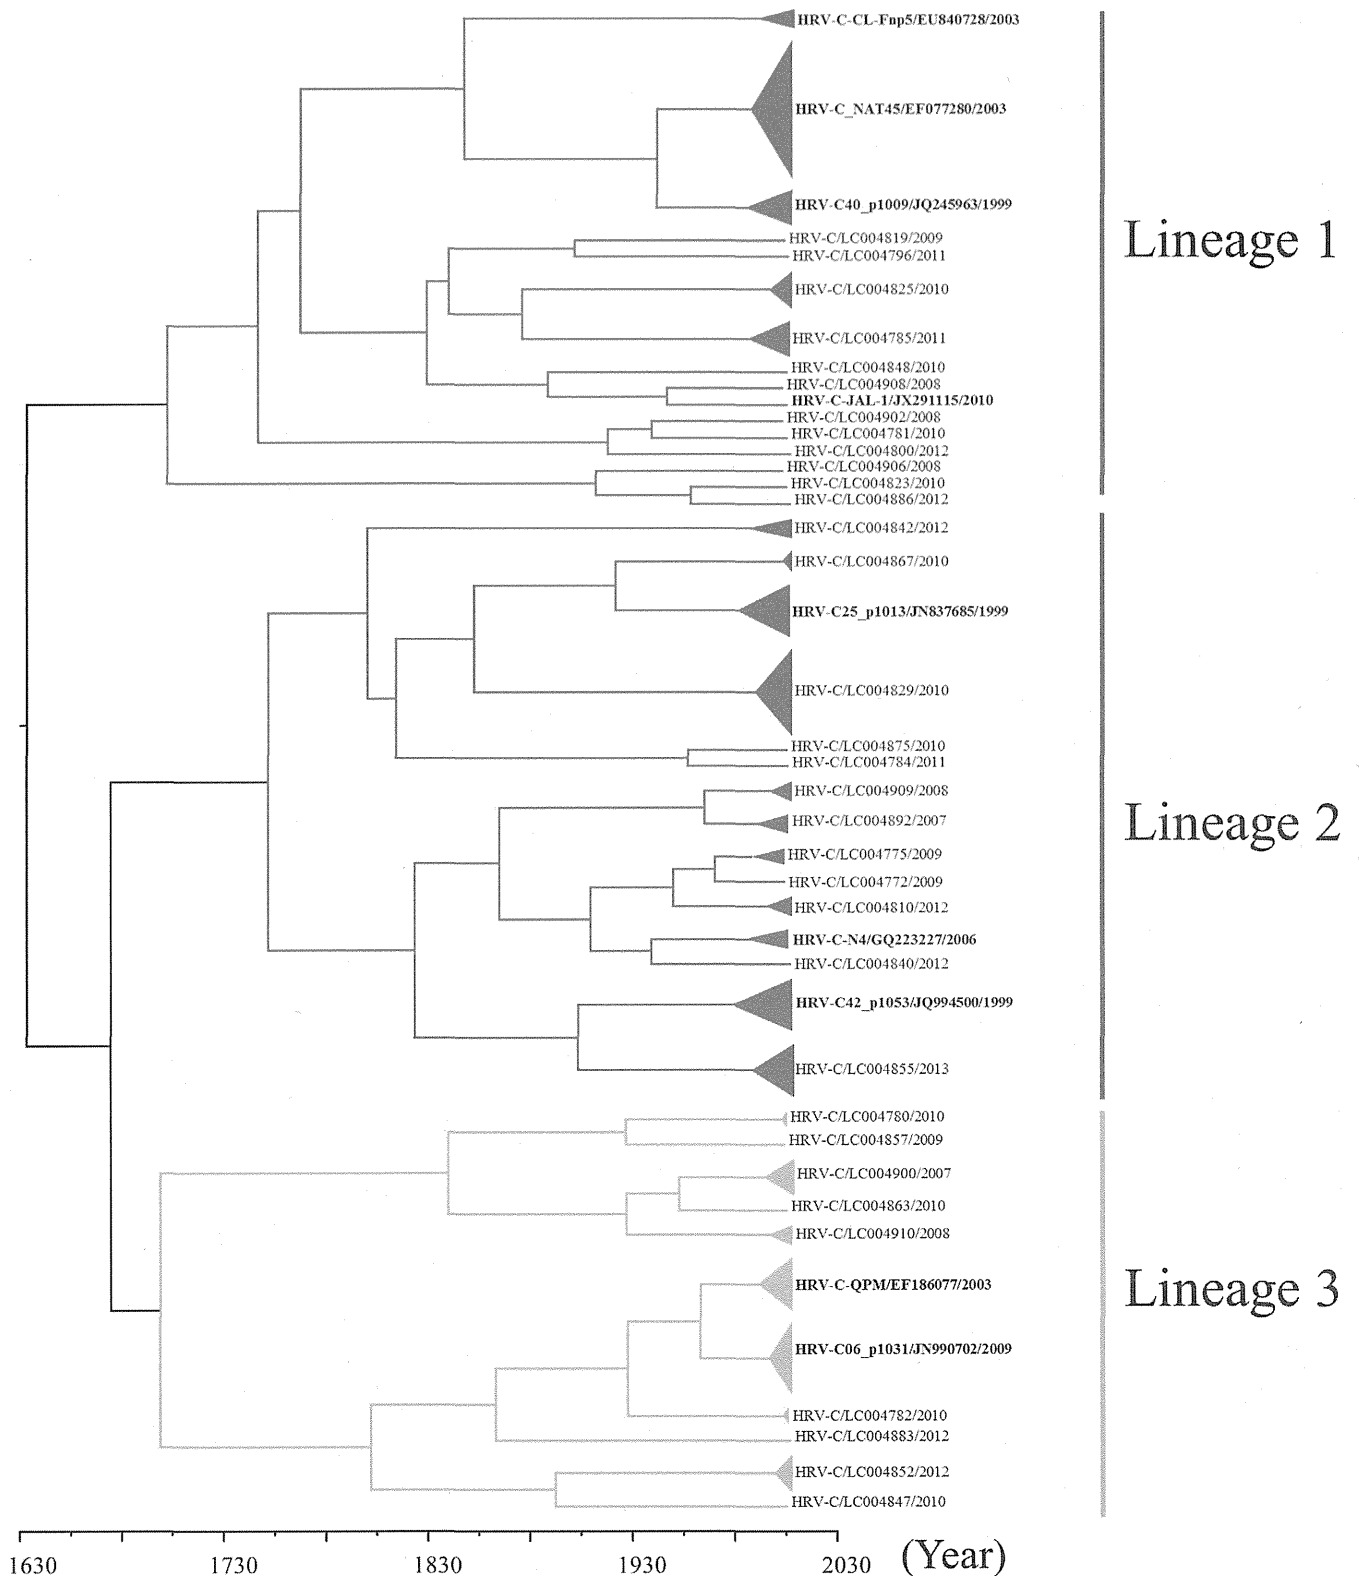 HRV-C-CL-Fnp5/EU840728/2003
HRV-C_NAT45/EF077280/2003
HRV-C40_p1009/JQ245963/1999
HRV-C/LC004819/2009
HRV-C/LC004796/2011
HRV-C/LC004825/2010
HRV-C/LC004785/2011
HRV-C/LC004848/2010
HRV-C/LC004908/2008
HRV-C-JAL-1/JX291115/2010
HRV-C/LC004902/2008
HRV-C/LC004781/2010
HRV-C/LC004800/2012
HRV-C/LC004906/2008
HRV-C/LC004823/2010
HRV-C/LC004886/2012
Lineage 1
HRV-C/LC004842/2012
HRV-C/LC004867/2010
HRV-C25_p1013/JN837685/1999
HRV-C/LC004829/2010
HRV-C/LC004875/2010
HRV-C/LC004784/2011
HRV-C/LC004909/2008
HRV-C/LC004892/2007
HRV-C/LC004775/2009
HRV-C/LC004772/2009
HRV-C/LC004810/2012
HRV-C-N4/GQ223227/2006
HRV-C/LC004840/2012
HRV-C42_p1053/JQ994500/1999
HRV-C/LC004855/2013
Lineage 2
HRV-C/LC004780/2010
HRV-C/LC004857/2009
HRV-C/LC004900/2007
HRV-C/LC004863/2010
HRV-C/LC004910/2008
HRV-C-QPM/EF186077/2003
HRV-C06_p1031/JN990702/2009
HRV-C/LC004782/2010
HRV-C/LC004883/2012
HRV-C/LC004852/2012
HRV-C/LC004847/2010
Lineage 3
1630 1730 1830 1930 2030 (Year)